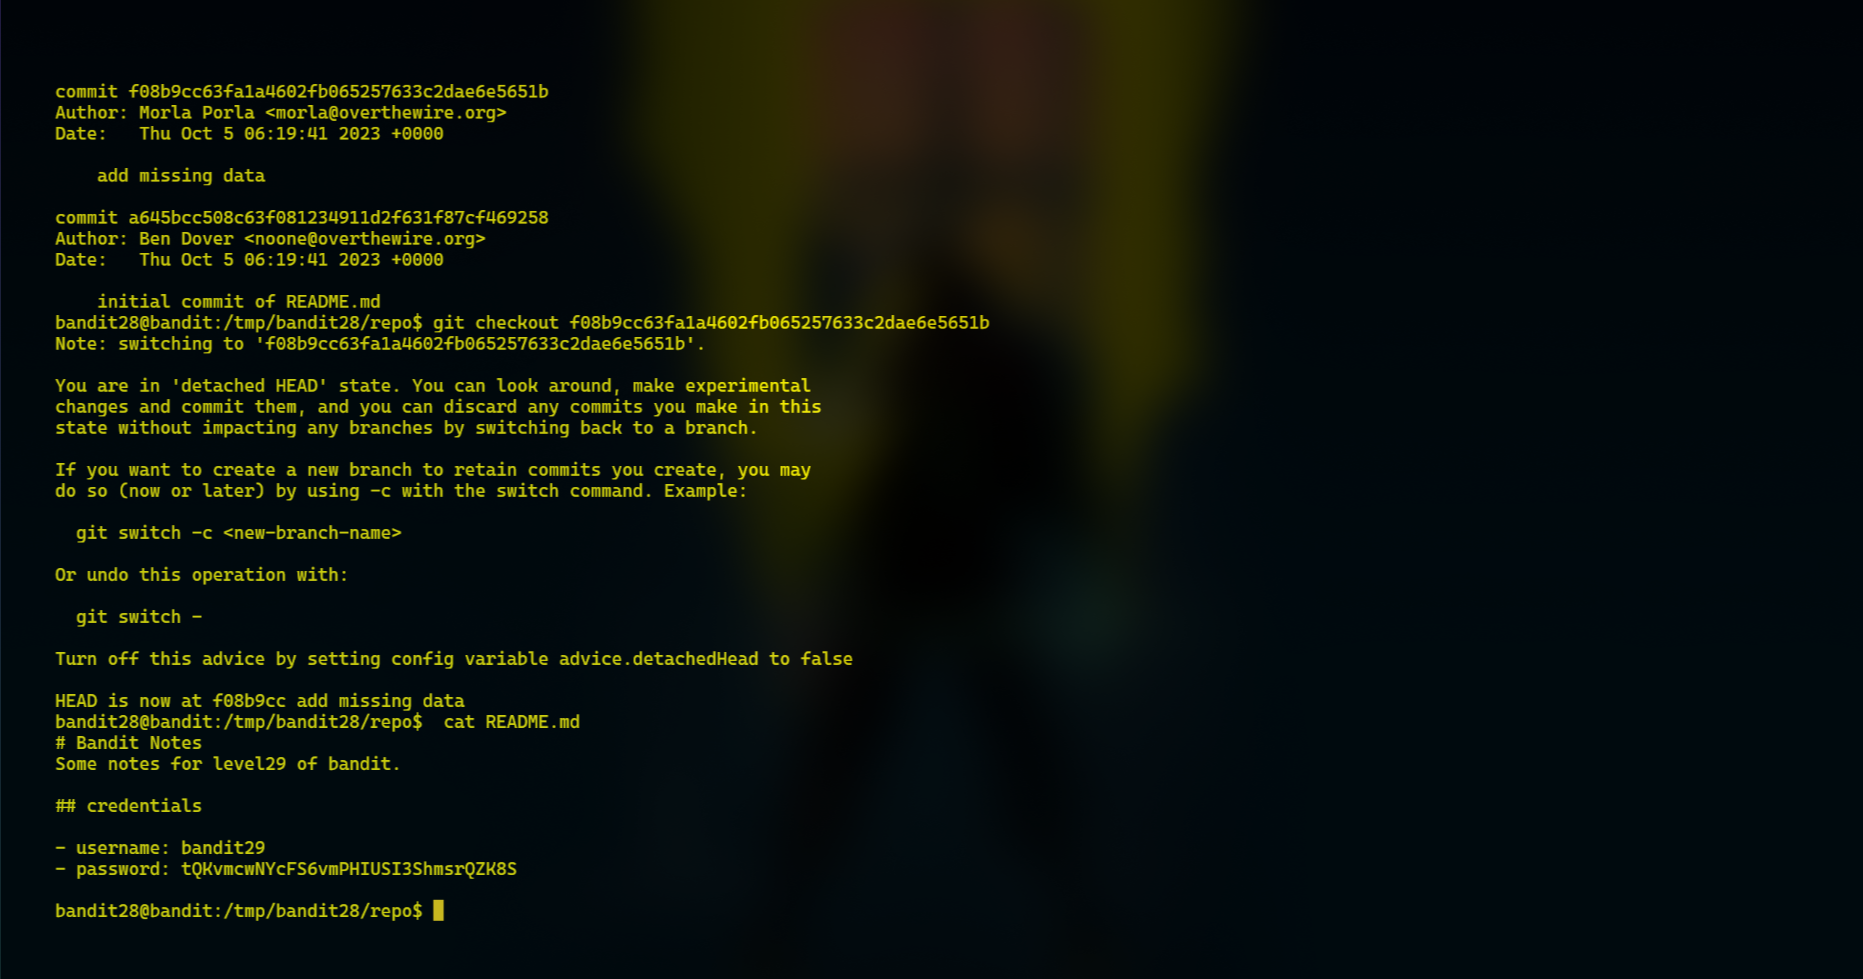 commit f08b9cc63fa1a4602fb065257633c2dae6e5651b
Author: Morla Porla <morla@overthewire.org>
Date:   Thu Oct 5 06:19:41 2023 +0000
    add missing data
commit a645bcc508c63f081234911d2f631f87cf469258
Author: Ben Dover <noone@overthewire.org>
Date:   Thu Oct 5 06:19:41 2023 +0000
    initial commit of README.md
bandit28@bandit:/tmp/bandit28/repo$ git checkout f08b9cc63fa1a4602fb065257633c2dae6e5651b
Note: switching to 'f08b9cc63fa1a4602fb065257633c2dae6e5651b'.
You are in 'detached HEAD' state. You can look around, make experimental
changes and commit them, and you can discard any commits you make in this
state without impacting any branches by switching back to a branch.
If you want to create a new branch to retain commits you create, you may
do so (now or later) by using -c with the switch command. Example:
  git switch -c <new-branch-name>
Or undo this operation with:
  git switch -
Turn off this advice by setting config variable advice.detachedHead to false
HEAD is now at f08b9cc add missing data
bandit28@bandit:/tmp/bandit28/repo$  cat README.md
# Bandit Notes
Some notes for level29 of bandit.
## credentials
- username: bandit29
- password: tQKvmcwNYcFS6vmPHIUSI3ShmsrQZK8S
bandit28@bandit:/tmp/bandit28/repo$